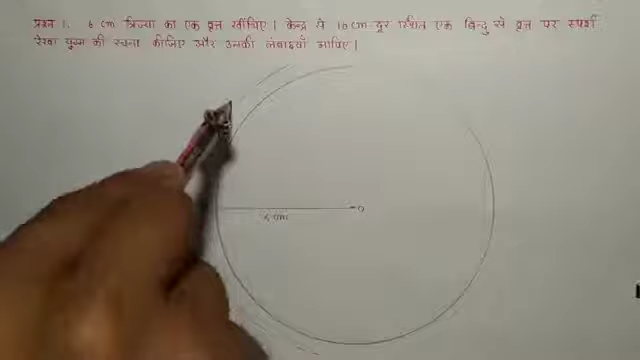 प्रश्न 1. 6 cm त्रिज्या का एक वृत्त खींचिए। केन्द्र से 10 cm दूर स्थित एक बिन्दु से वृत्त पर स्पर्श
रेखा युग्म की रचना कीजिए और उनकी लंबाइयाँ मापिए।
O
6 cm